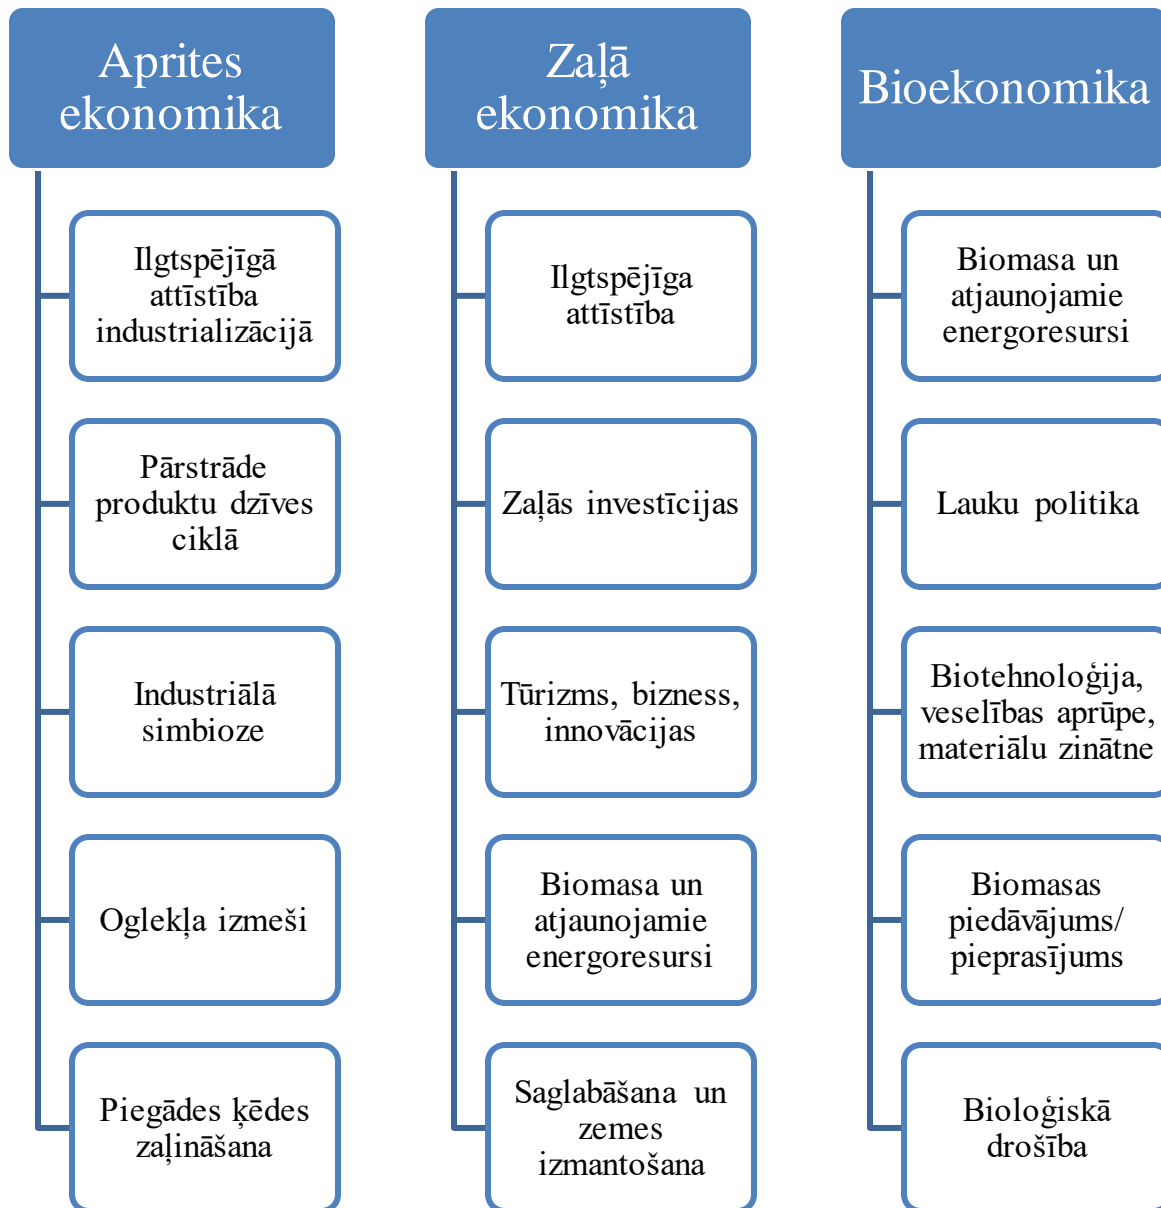 Aprites
ekonomika
Ilgtspējīgā
attīstība
industrializācijā
Pārstrāde
produktu dzīves
ciklā
Industriālā
simbioze
Oglekļa izmeši
Piegādes ķēdes
zaļināšana
Zaļā
ekonomika
Ilgtspējīga
attīstība
Zaļās investīcijas
Tūrizms, bizness,
innovācijas
Biomasa un
atjaunojamie
energoresursi
Saglabāšana un
zemes
izmantošana
Bioekonomika
Biomasa un
atjaunojamie
energoresursi
Lauku politika
Biotehnoloģija,
veselības aprūpe,
materiālu zinātne
Biomasas
piedāvājums/
pieprasījums
Bioloģiskā
drošība